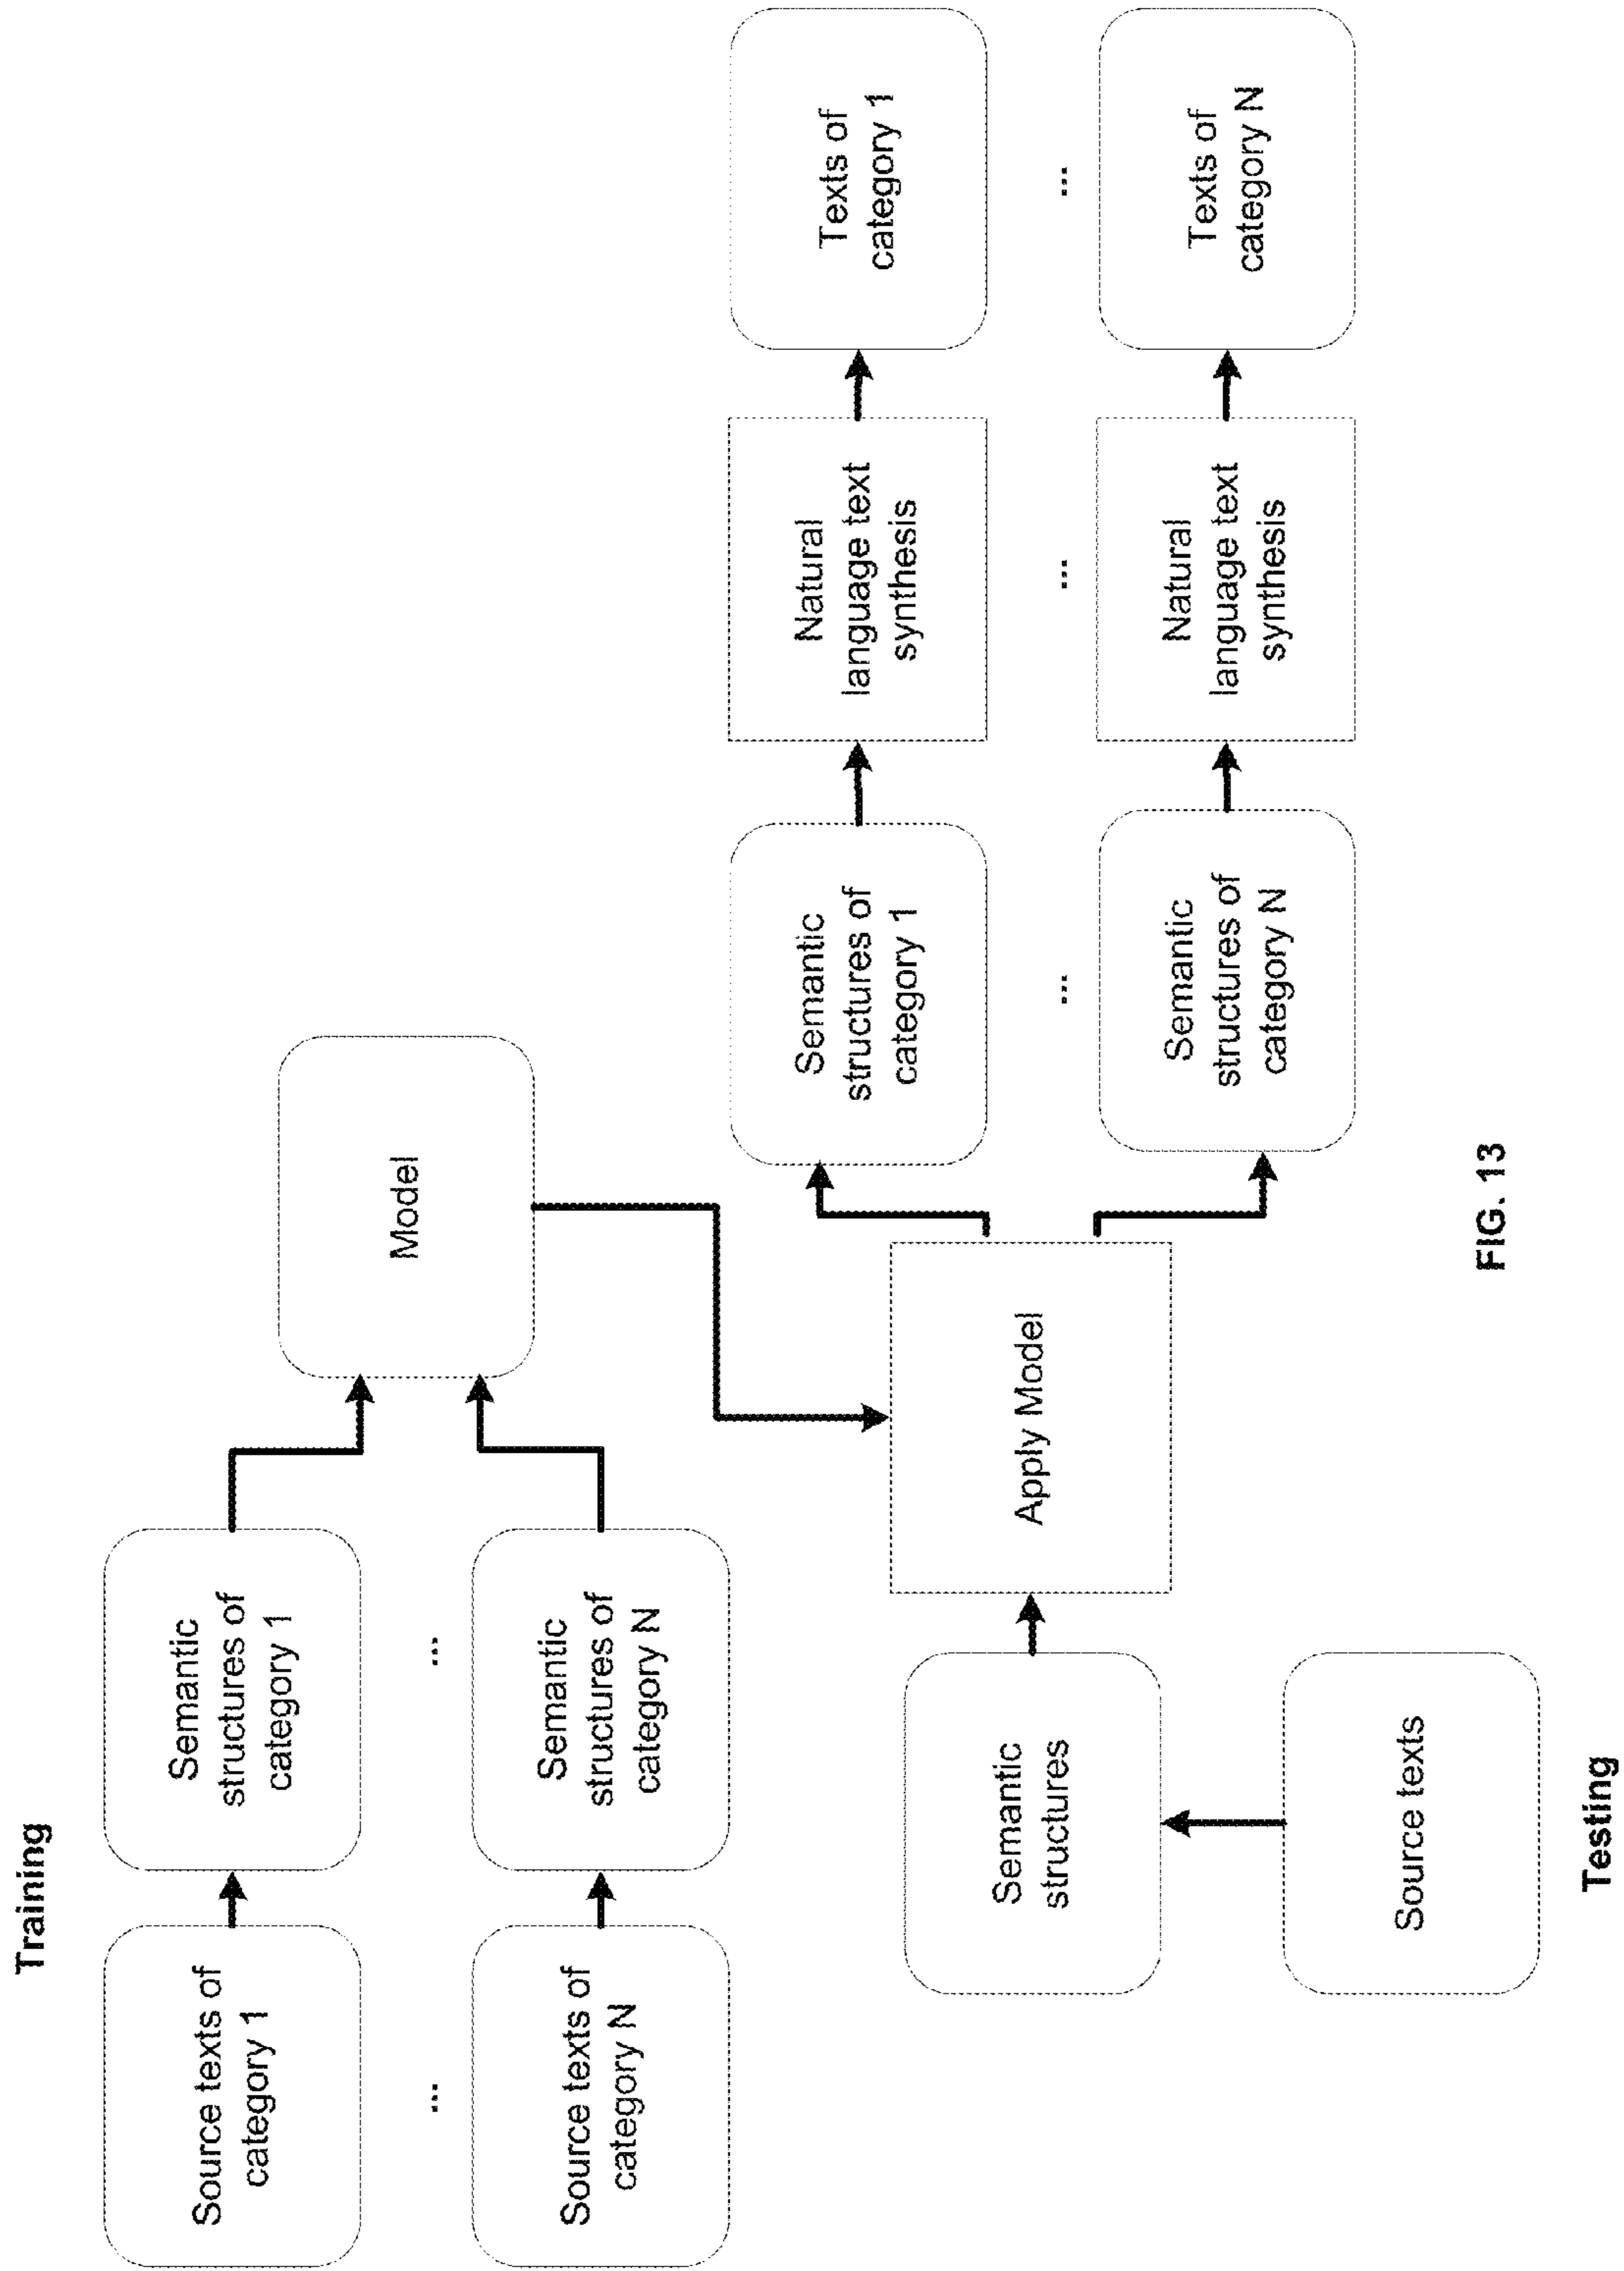 Training
Source texts of
category 1
Semantic
structures of
category 1
...
...
Source texts of
category N
Semantic
structures of
category N
Model
Apply Model
Semantic
structures
Source texts
Testing
Semantic
structures of
category 1
Natural
language text
synthesis
Texts of
category 1
...
...
...
Semantic
structures of
category N
Natural
language text
synthesis
Texts of
category N
FIG. 13